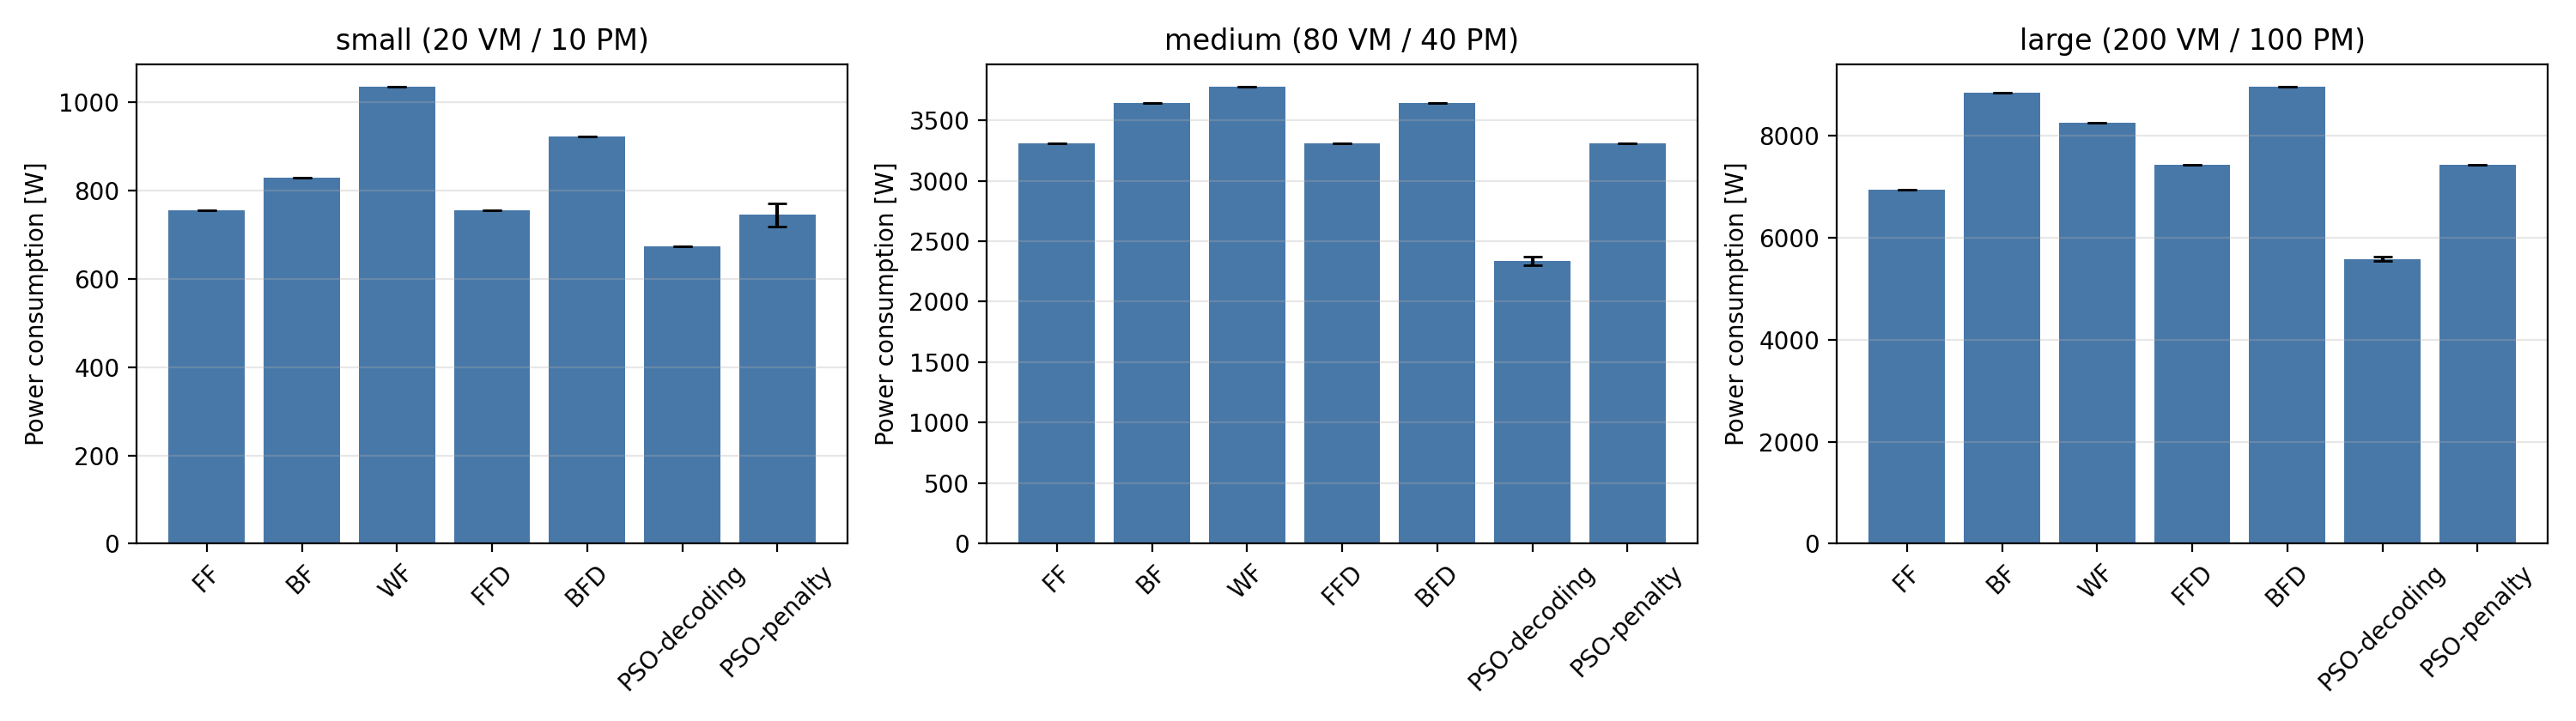 small (20 VM / 10 PM)
Power consumption [W]
1000
800
600
400
200
0
FF
BF
WF
FFD
BFD
PSO-decoding
PSO-penalty
medium (80 VM / 40 PM)
Power consumption [W]
3500
3000
2500
2000
1500
1000
500
0
FF
BF
WF
FFD
BFD
PSO-decoding
PSO-penalty
large (200 VM / 100 PM)
Power consumption [W]
8000
6000
4000
2000
0
FF
BF
WF
FFD
BFD
PSO-decoding
PSO-penalty